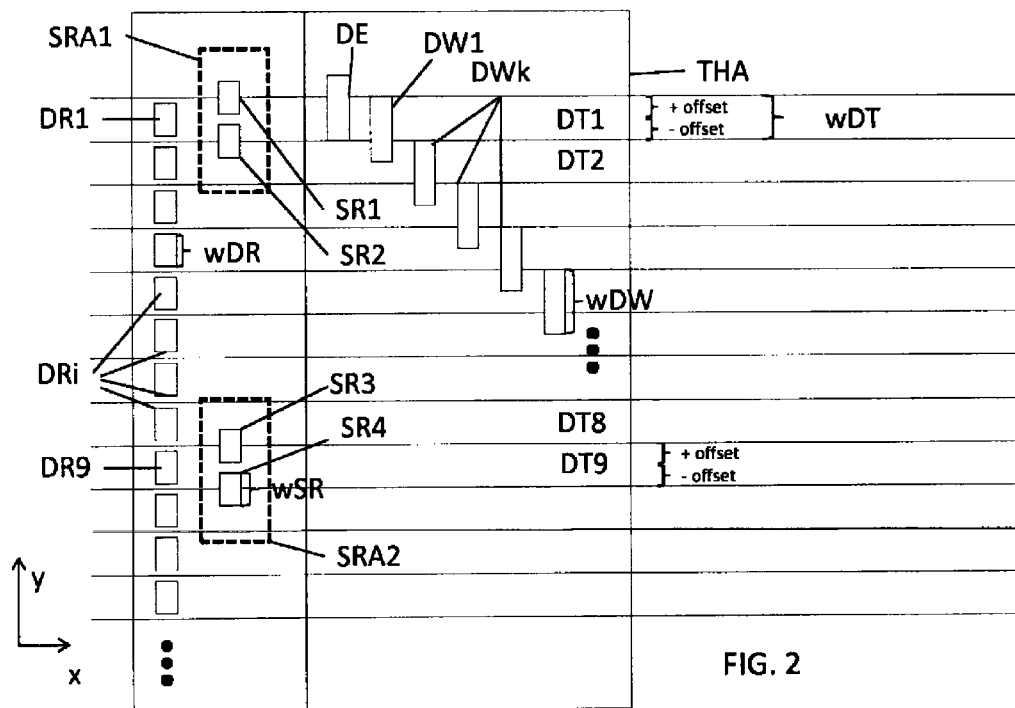 SRA1
DE
DW1
DWk
THA
DR1
DT1
+ offset
- offset
wDT
DT2
SR1
SR2
wDR
wDW
DRi
SR3
SR4
DT8
DR9
DT9
+ offset
- offset
wSR
SRA2
y
x
FIG. 2